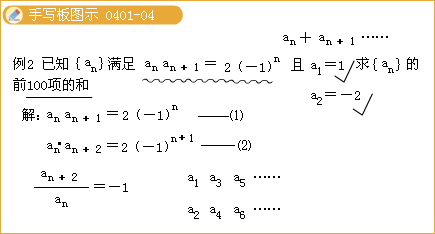 手写板图示 0401-04
aₙ＋aₙ₊₁ ……
例2 已知{aₙ}满足 aₙaₙ₊₁＝2(-1)ⁿ 且 a₁＝1 求{aₙ}的
前100项的和
a₂＝-2
解：aₙaₙ₊₁＝2(-1)ⁿ ——(1)
aₙ·aₙ₊₂＝2(-1)ⁿ⁺¹ ——(2)
aₙ₊₂/aₙ＝-1
a₁ a₃ a₅ ……
a₂ a₄ a₆ ……